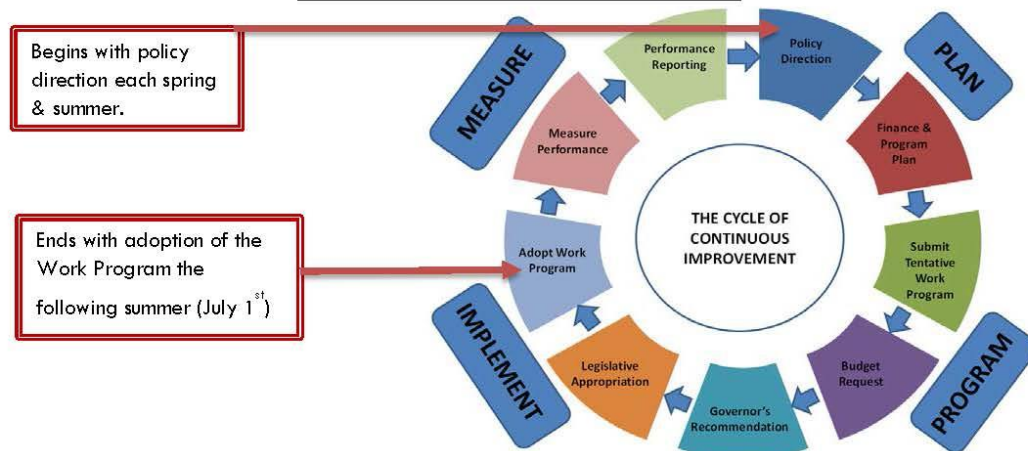 Begins with policy
direction each spring
& summer.
Ends with adoption of the
Work Program the
following summer (July 1st)
MEASURE
PLAN
PROGRAM
IMPLEMENT
THE CYCLE OF
CONTINUOUS
IMPROVEMENT
Policy
Direction
Finance &
Program
Plan
Submit
Tentative
Work
Program
Budget
Request
Governor's
Recommendation
Legislative
Appropriation
Adopt Work
Program
Measure
Performance
Performance
Reporting